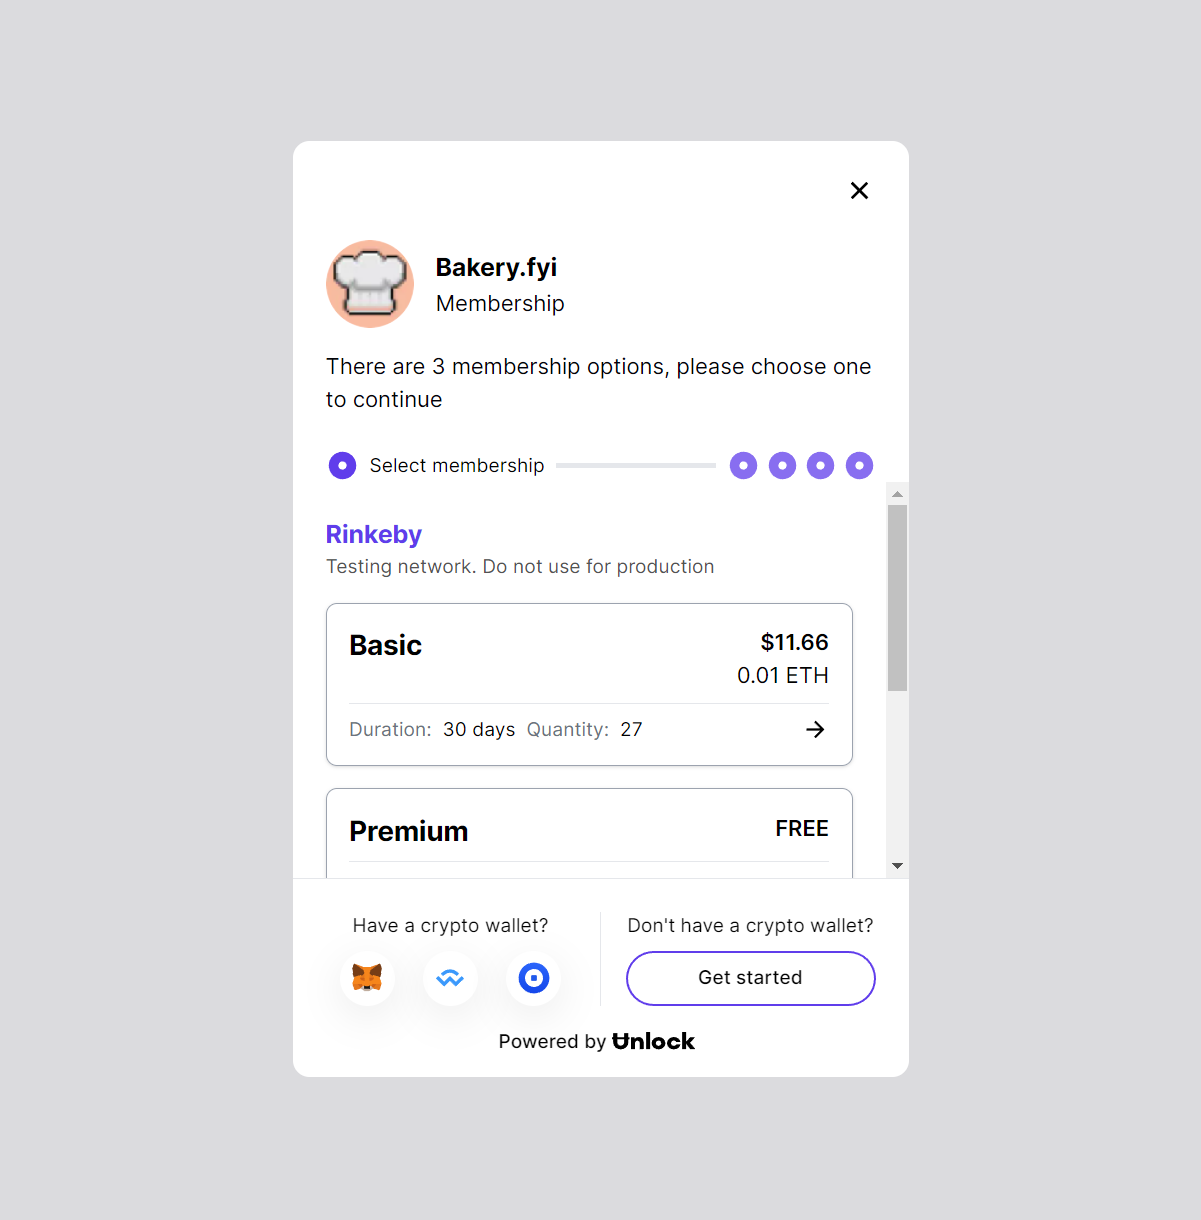 Bakery.fyi
Membership
There are 3 membership options, please choose one
to continue
Select membership
Rinkeby
Testing network. Do not use for production
Basic
$11.66
0.01 ETH
Duration: 30 days Quantity: 27
Premium
FREE
Have a crypto wallet?
Don't have a crypto wallet?
Get started
Powered by Unlock